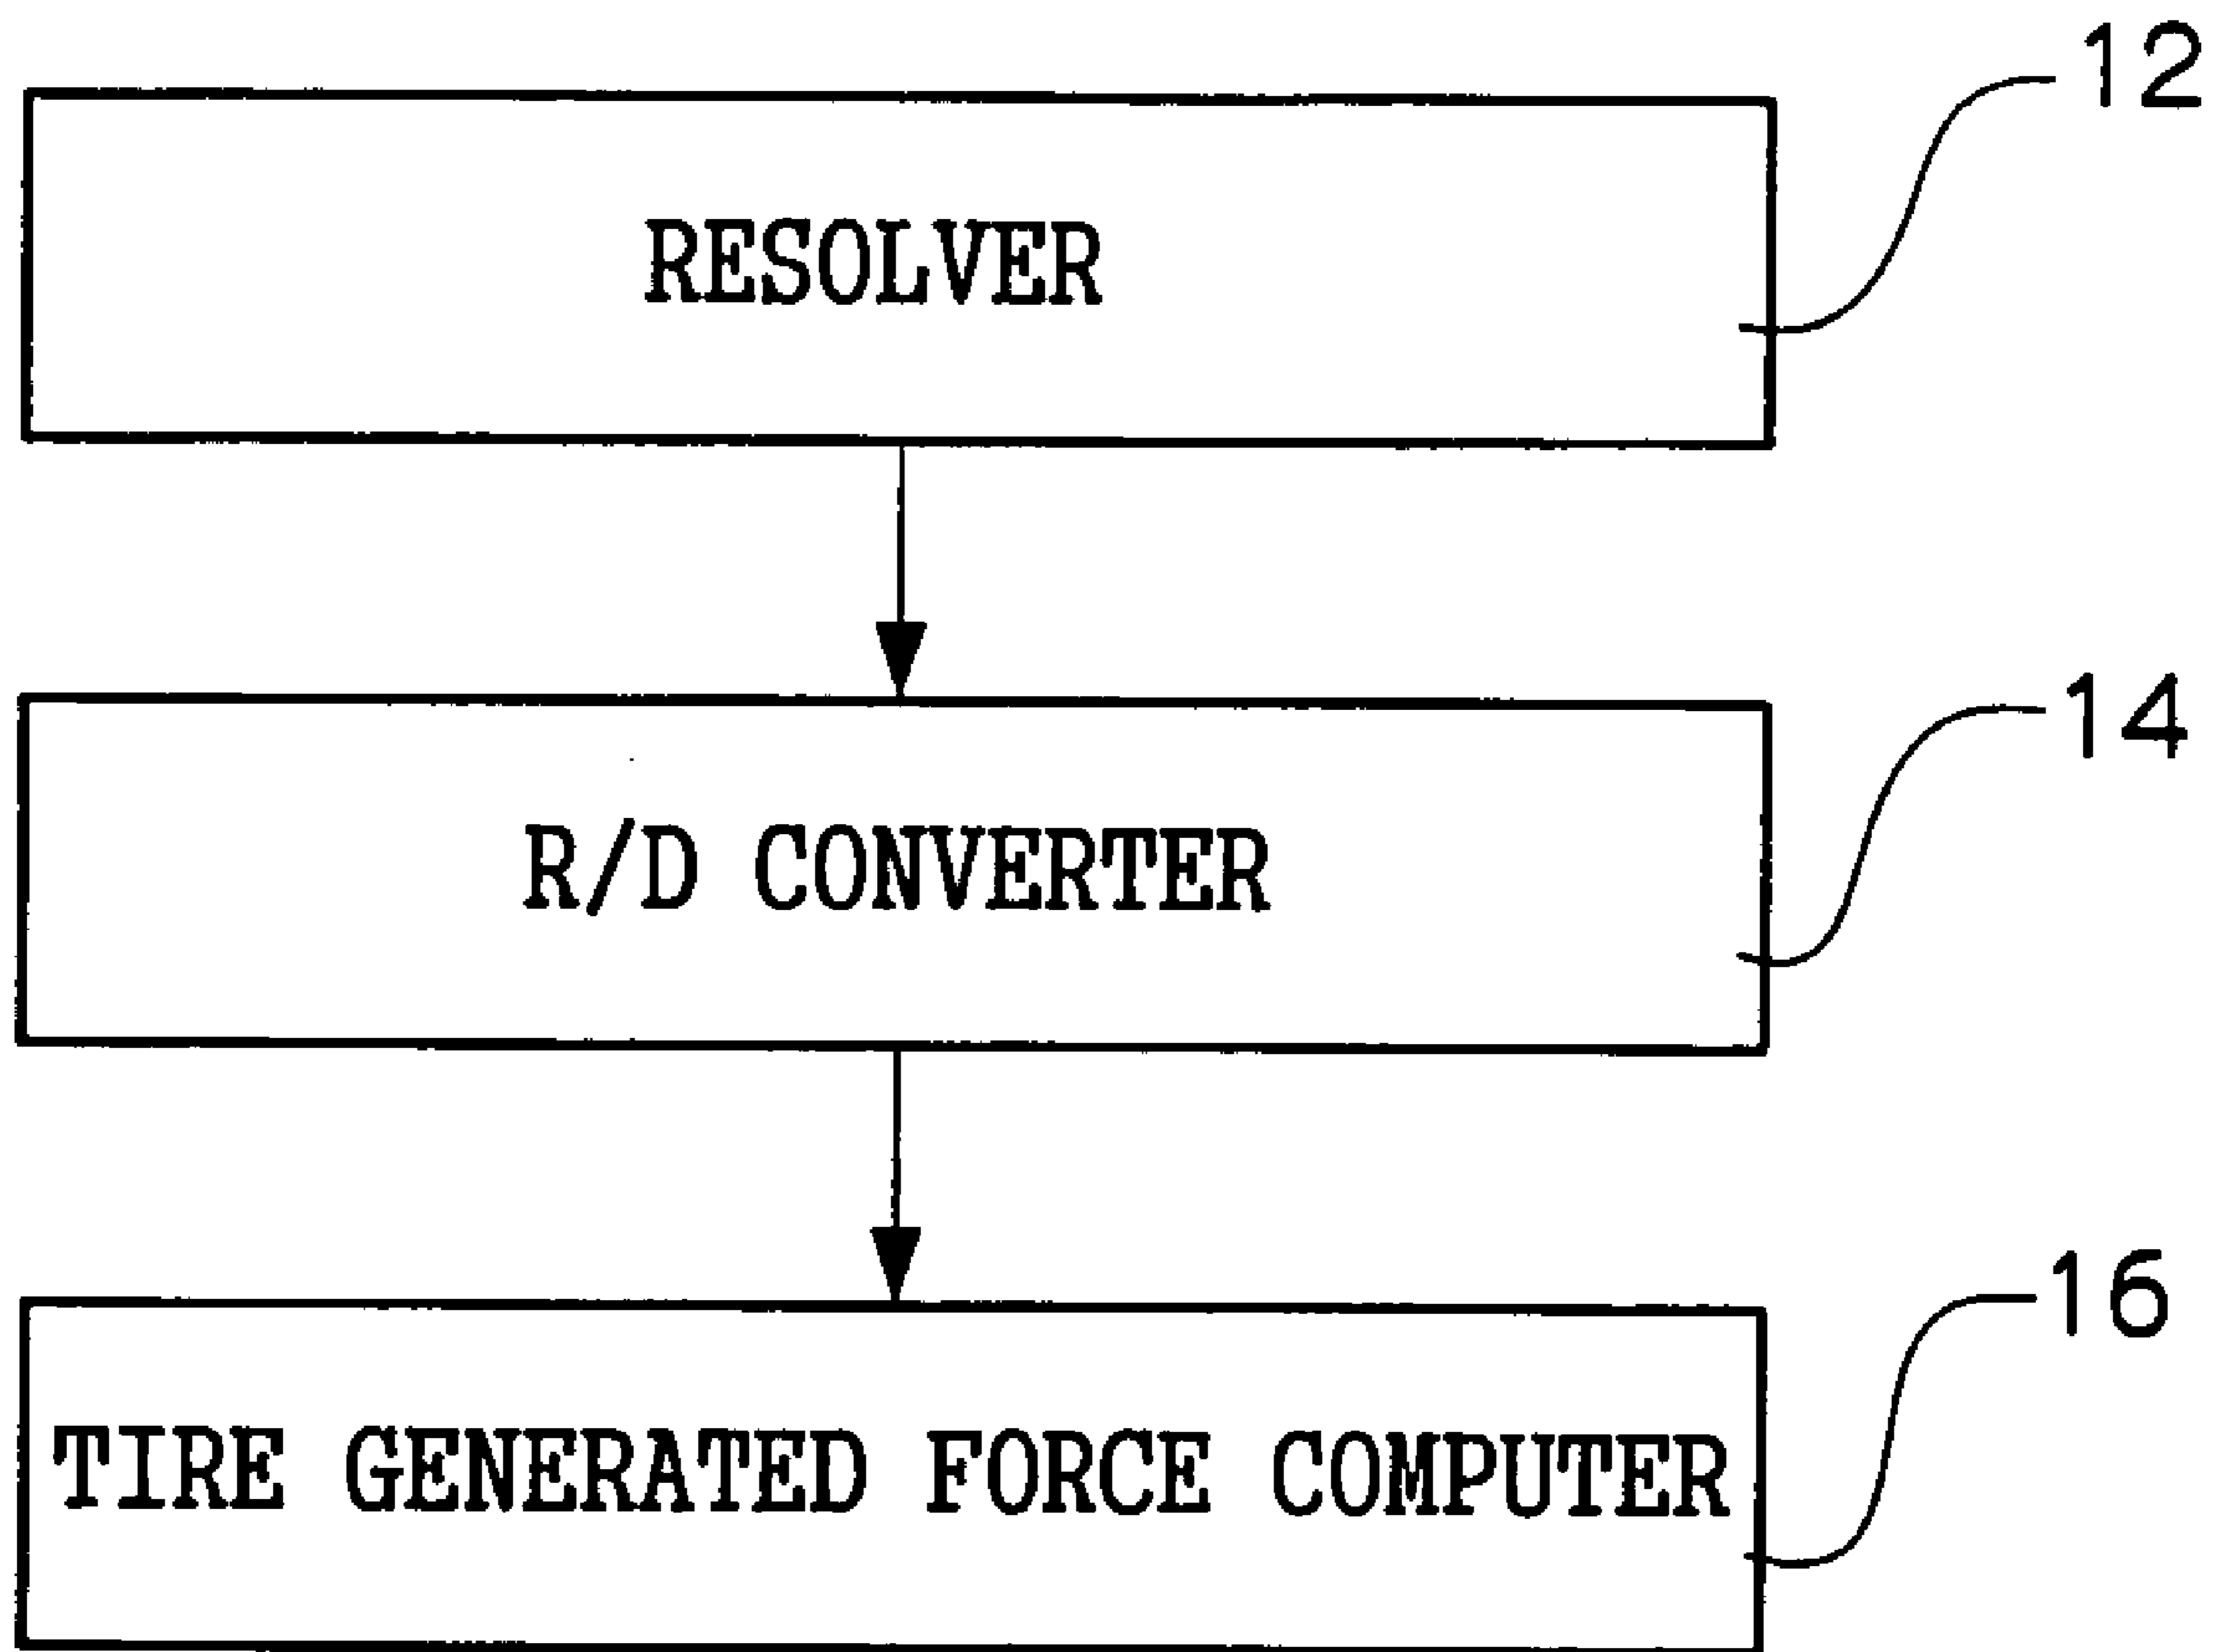 12
RESOLVER
14
R/D CONVERTER
16
TIRE GENERATED FORCE COMPUTER